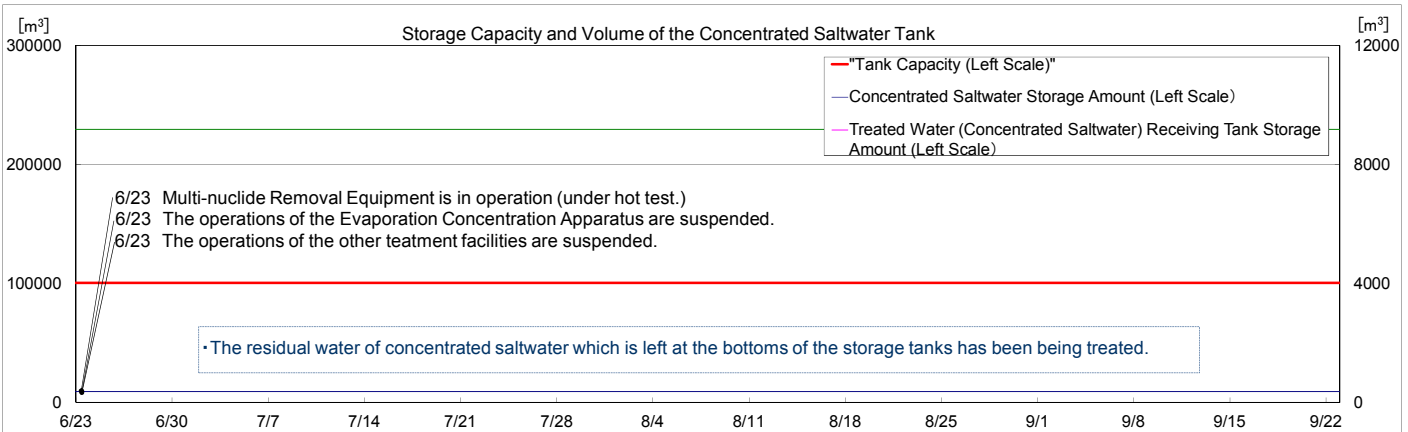 [m³]
[m³]
Storage Capacity and Volume of the Concentrated Saltwater Tank
300000
12000
"Tank Capacity (Left Scale)"
Concentrated Saltwater Storage Amount (Left Scale）
Treated Water (Concentrated Saltwater) Receiving Tank Storage
Amount (Left Scale）
200000
8000
6/23 Multi-nuclide Removal Equipment is in operation (under hot test.)
6/23 The operations of the Evaporation Concentration Apparatus are suspended.
6/23 The operations of the other teatment facilities are suspended.
100000
4000
・The residual water of concentrated saltwater which is left at the bottoms of the storage tanks has been being treated.
0
0
6/23 6/30 7/7 7/14 7/21 7/28 8/4 8/11 8/18 8/25 9/1 9/8 9/15 9/22